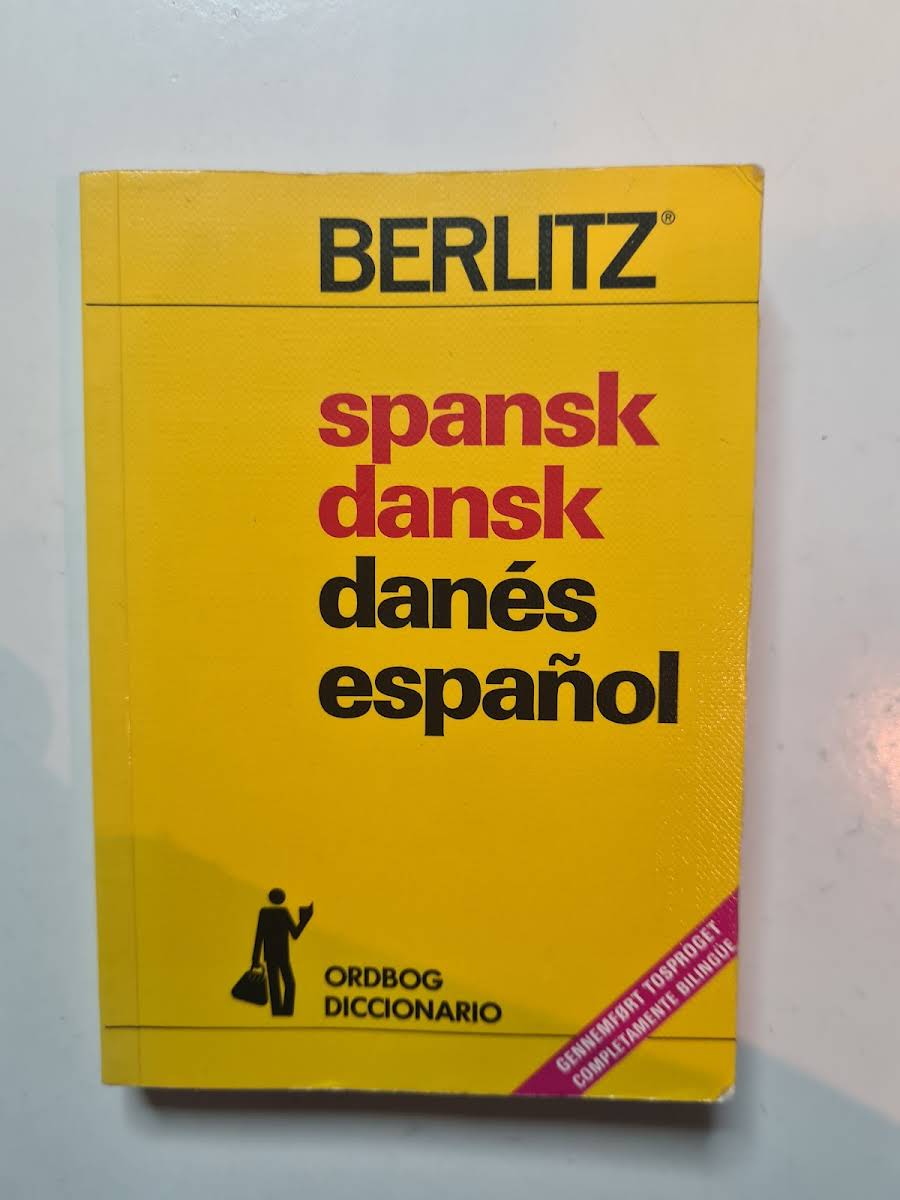 BERLITZ®
spansk
dansk
danés
español
ORDBOG
DICCIONARIO
GENNEMFØRT TOSPROGET
COMPLETAMENTE BILINGÜE